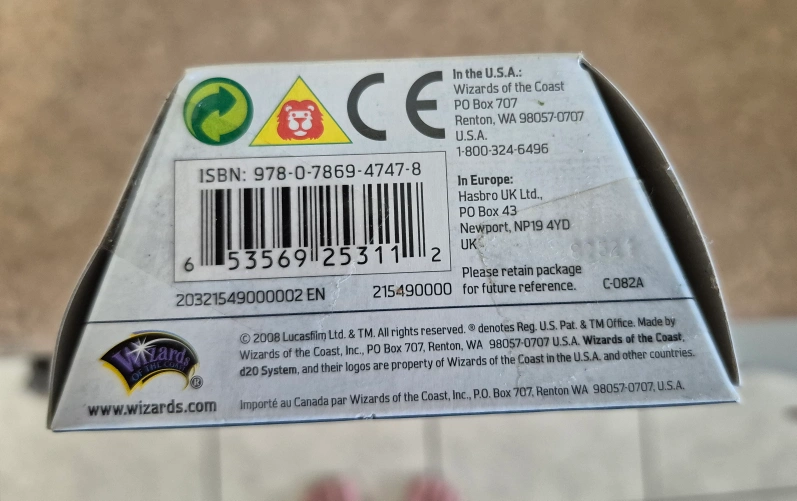 CE
In the U.S.A.:
Wizards of the Coast
PO Box 707
Renton, WA 98057-0707
U.S.A.
1-800-324-6496
ISBN: 978-0-7869-4747-8
6 53569 25311 2
In Europe:
Hasbro UK Ltd.,
PO Box 43
Newport, NP19 4YD
UK
Please retain package
for future reference.
C-082A
20321549000002 EN
215490000
Wizards
OF THE COAST
®
www.wizards.com
© 2008 Lucasfilm Ltd. & TM. All rights reserved. ® denotes Reg. U.S. Pat. & TM Office. Made by
Wizards of the Coast, Inc., PO Box 707, Renton, WA 98057-0707 U.S.A. Wizards of the Coast,
d20 System, and their logos are property of Wizards of the Coast in the U.S.A. and other countries.
Importé au Canada par Wizards of the Coast, Inc., P.O. Box 707, Renton WA 98057-0707, U.S.A.